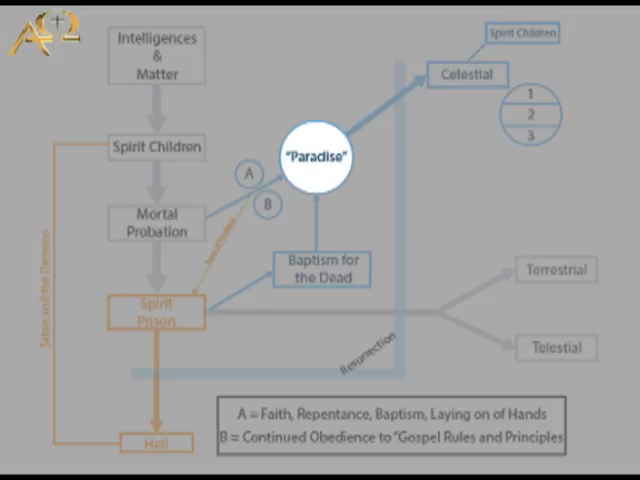 ΑΩ
Intelligences
&
Matter
Spirit Children
Celestial
1
2
3
Spirit Children
"Paradise"
A
B
Mortal
Probation
Baptism for
the Dead
Spirit
Prison
Terrestrial
Telestial
Resurrection
Satan and the Demons
Hell
A = Faith, Repentance, Baptism, Laying on of Hands
B = Continued Obedience to "Gospel Rules and Principles